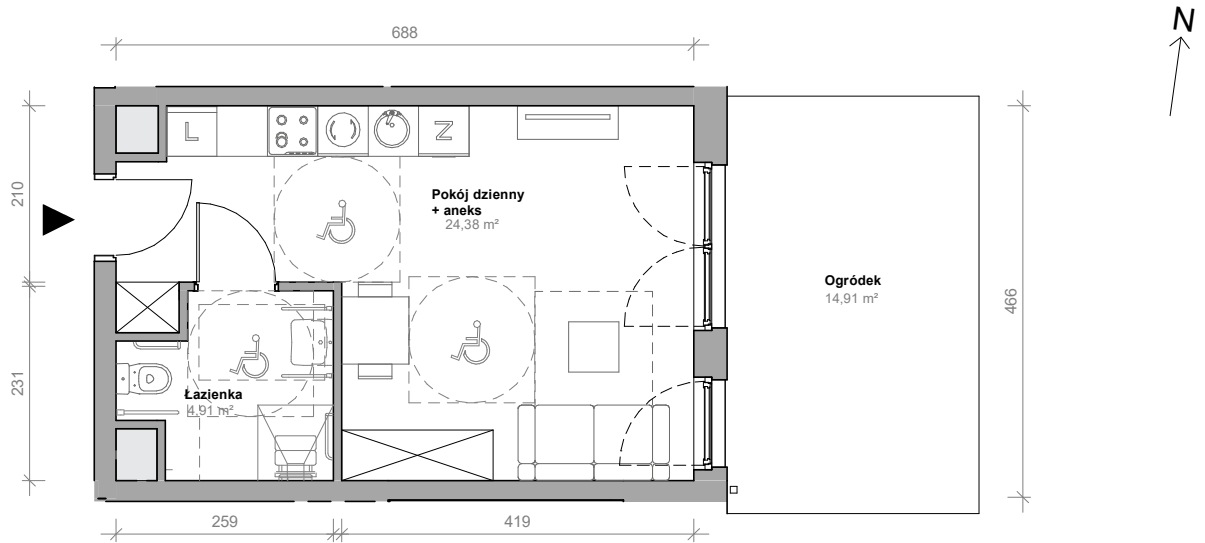 N
688
L
Z
210
Pokój dzienny
+ aneks
24,38 m²
Ogródek
14,91 m²
466
231
Łazienka
4,91 m²
259
419